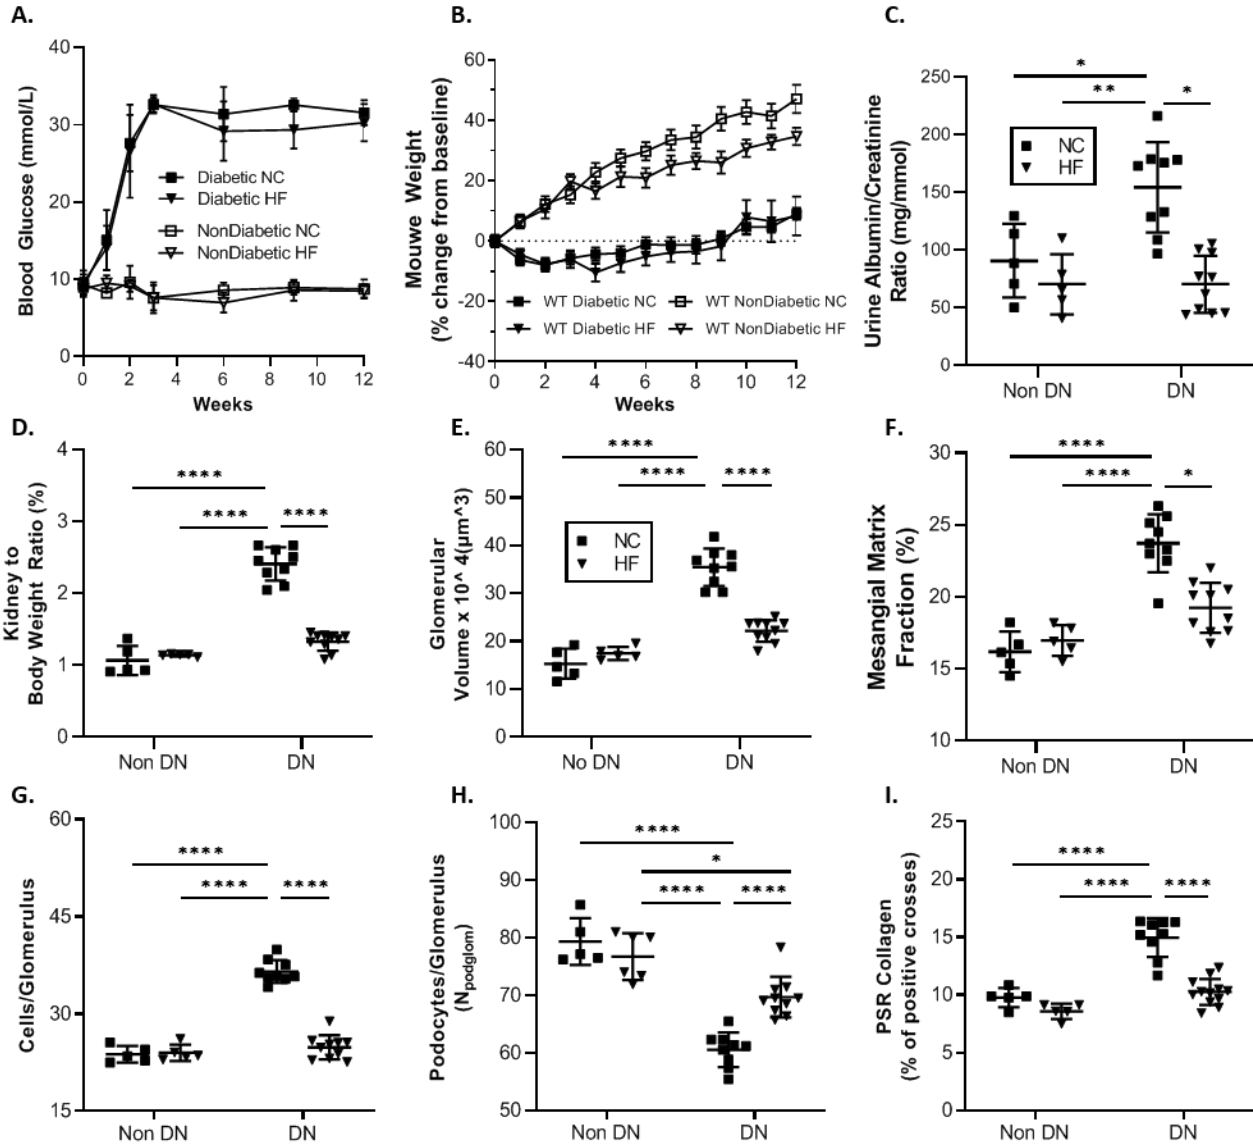 A.
Blood Glucose (mmol/L)
40
30
20
10
0
Diabetic NC
Diabetic HF
NonDiabetic NC
NonDiabetic HF
0 2 4 6 8 10 12
Weeks
B.
Mouwe Weight
(% change from baseline)
60
40
20
0
-20
-40
WT Diabetic NC WT NonDiabetic NC
WT Diabetic HF WT NonDiabetic HF
0 2 4 6 8 10 12
Weeks
C.
Urine Albumin/Creatinine
Ratio (mg/mmol)
250
200
150
100
50
0
*
** *
NC
HF
Non DN DN
D.
Kidney to
Body Weight Ratio (%)
4
3
2
1
0
****
**** ****
Non DN DN
E.
Glomerular
Volume x 10^ 4(µm^3)
60
50
40
30
20
10
0
****
**** ****
NC
HF
No DN DN
F.
Mesangial Matrix
Fraction (%)
30
25
20
15
10
****
**** *
Non DN DN
G.
Cells/Glomerulus
60
45
30
15
****
**** ****
Non DN DN
H.
Podocytes/Glomerulus
(Npodglom)
100
90
80
70
60
50
****
*
**** ****
Non DN DN
I.
PSR Collagen
(% of positive crosses)
25
20
15
10
5
0
****
**** ****
Non DN DN